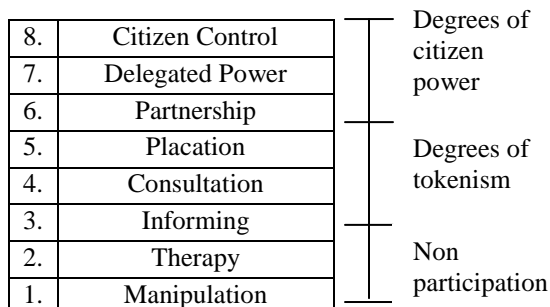 8. Citizen Control
7. Delegated Power
6. Partnership
5. Placation
4. Consultation
3. Informing
2. Therapy
1. Manipulation
Degrees of
citizen
power
Degrees of
tokenism
Non
participation